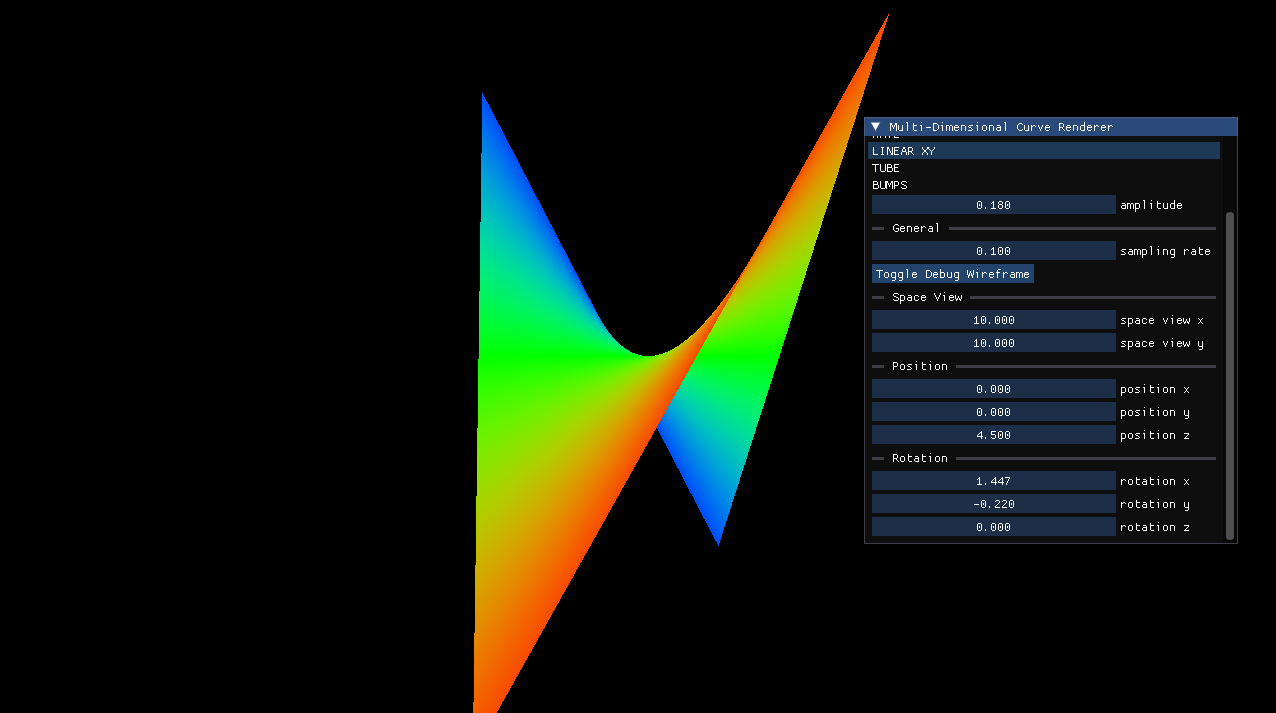 Multi-Dimensional Curve Renderer
LINEAR XY
TUBE
BUMPS
0.180 amplitude
General
0.100 sampling rate
Toggle Debug Wireframe
Space View
10.000 space view x
10.000 space view y
Position
0.000 position x
0.000 position y
4.500 position z
Rotation
1.447 rotation x
-0.220 rotation y
0.000 rotation z